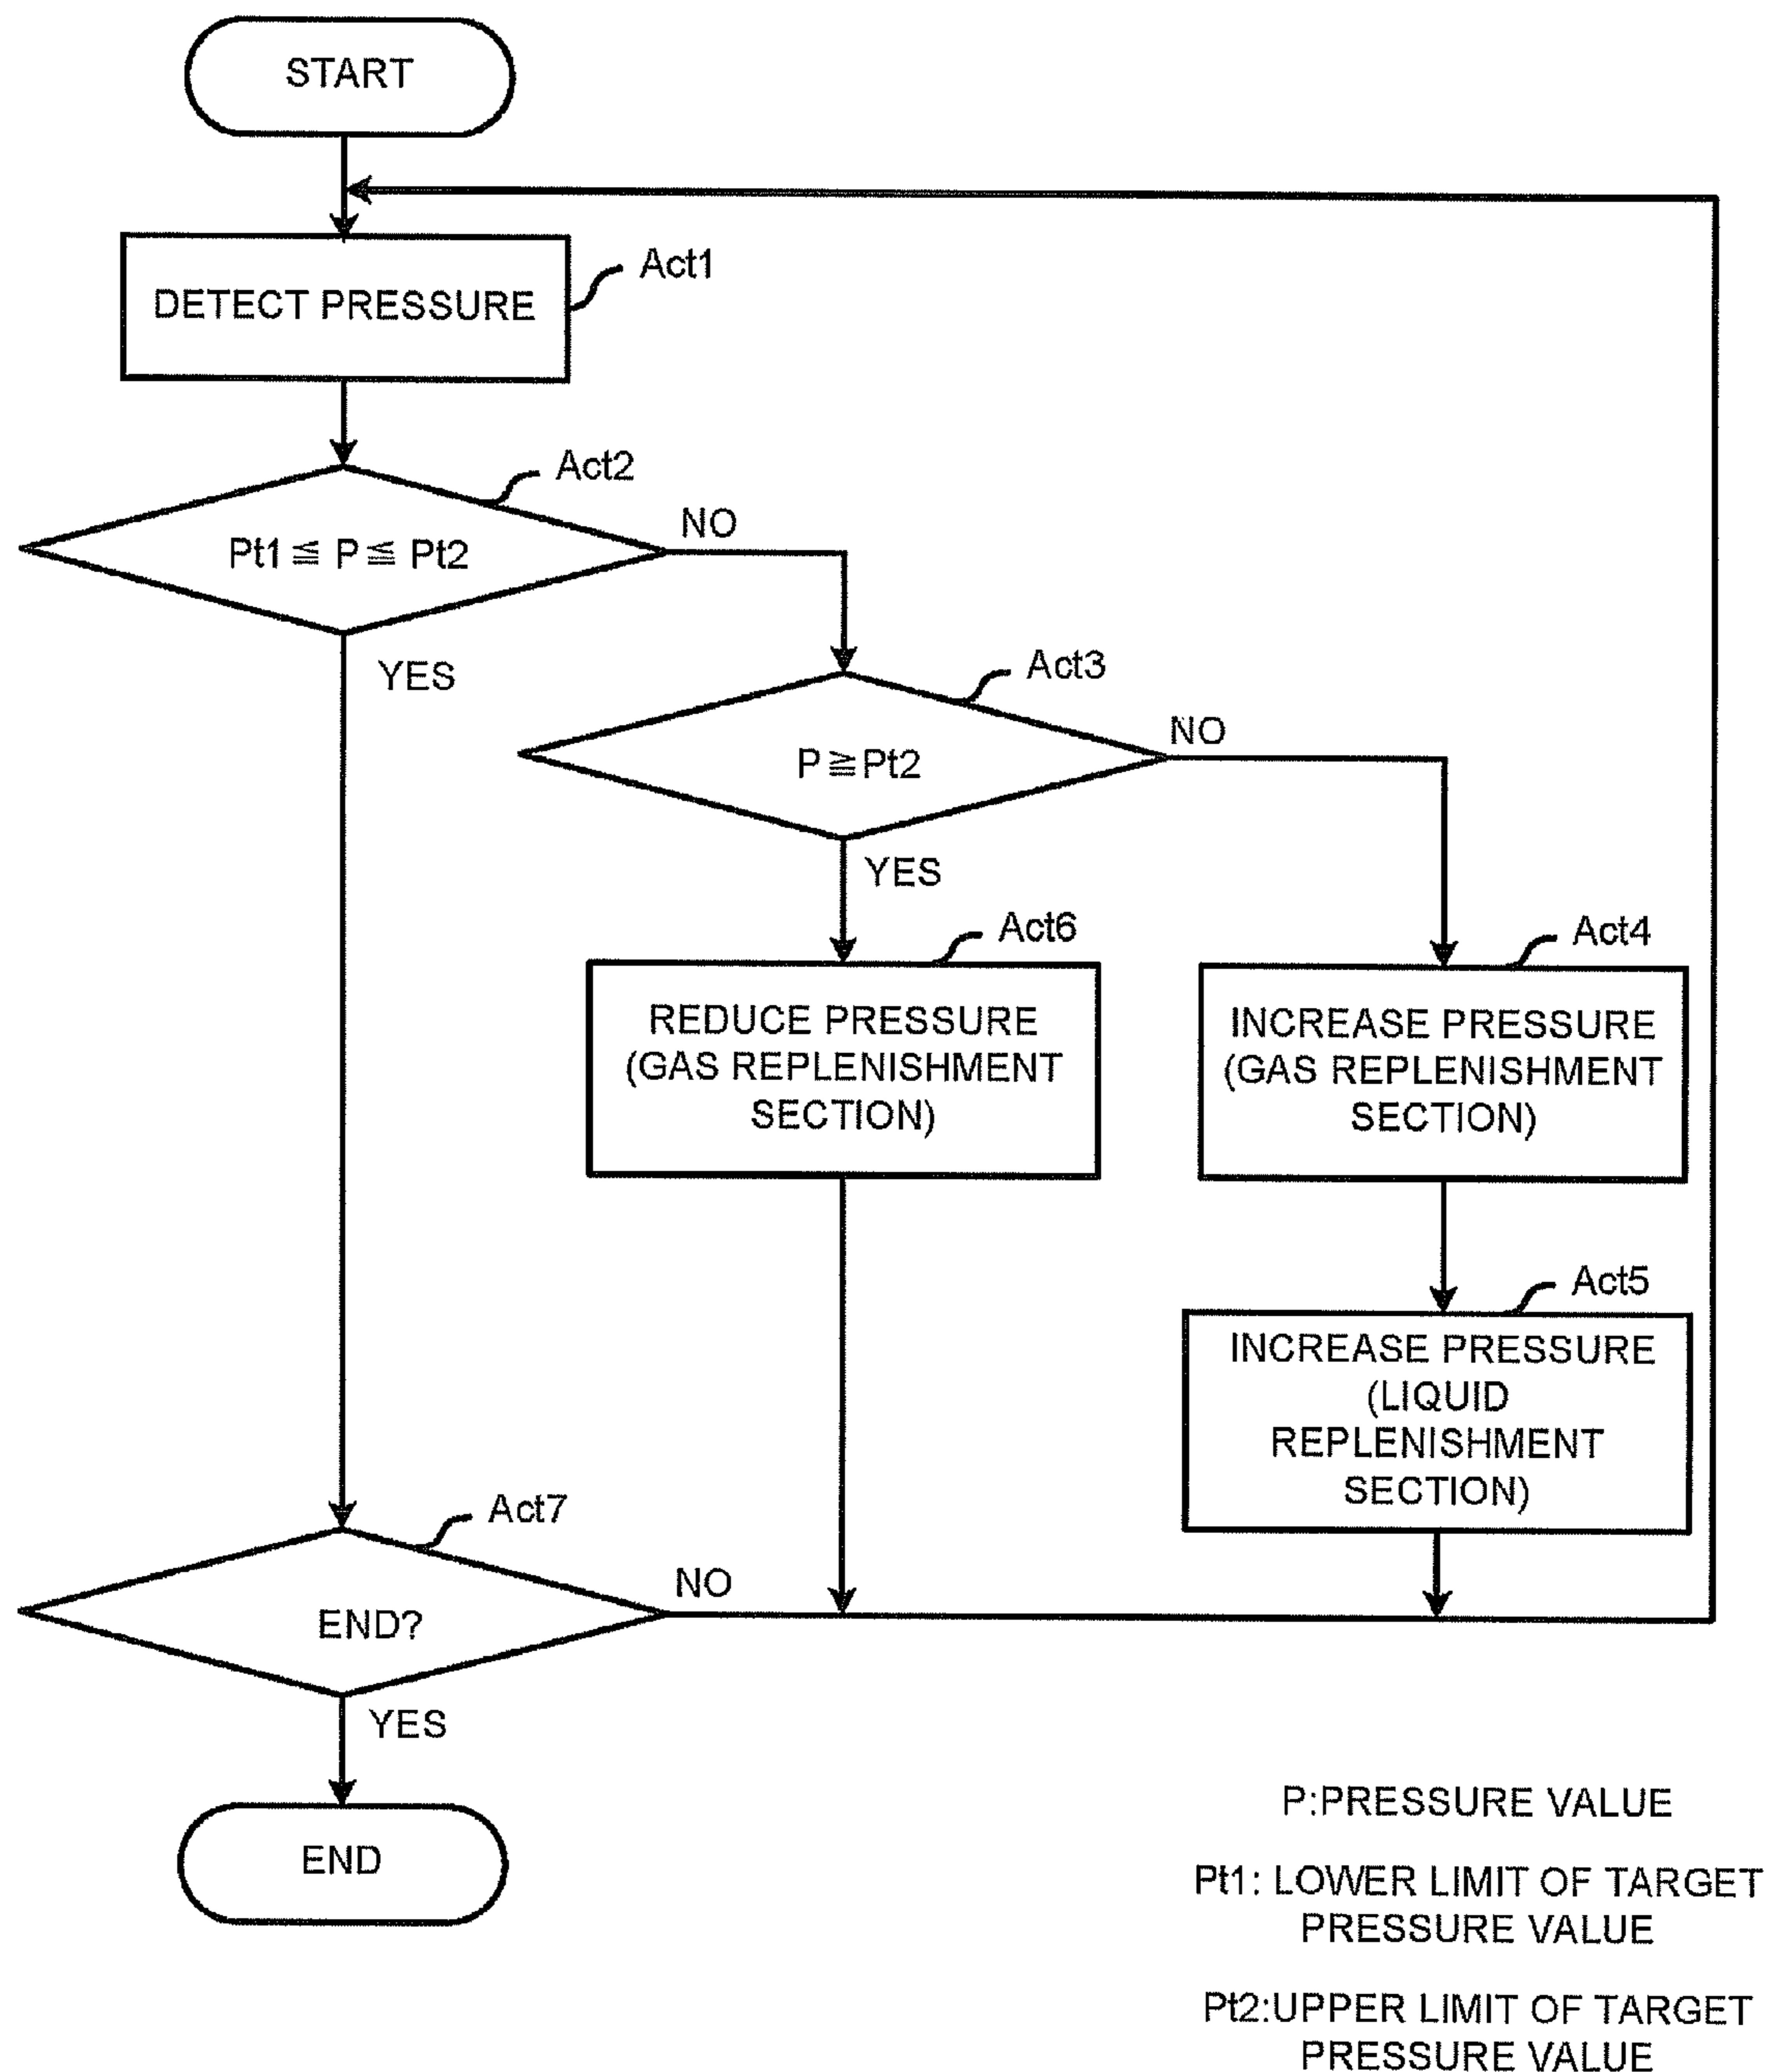 START
DETECT PRESSURE
Act1
Act2
Pt1 ≦ P ≦ Pt2
NO
YES
Act3
P≧Pt2
NO
YES
Act6
REDUCE PRESSURE
(GAS REPLENISHMENT
SECTION)
Act4
INCREASE PRESSURE
(GAS REPLENISHMENT
SECTION)
Act5
INCREASE PRESSURE
(LIQUID
REPLENISHMENT
SECTION)
Act7
END?
NO
YES
END
P:PRESSURE VALUE
Pt1: LOWER LIMIT OF TARGET
PRESSURE VALUE
Pt2:UPPER LIMIT OF TARGET
PRESSURE VALUE